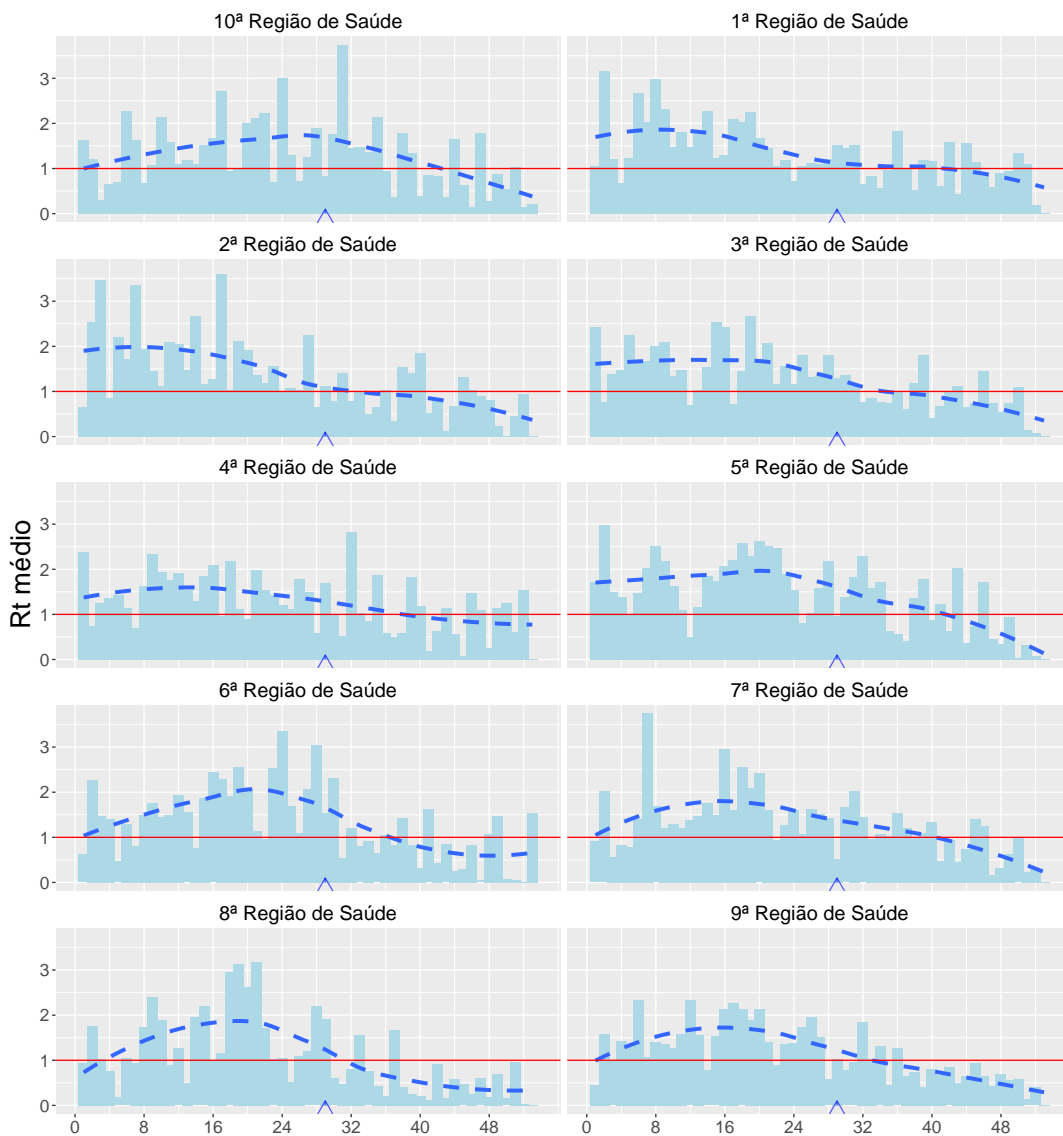 10ª Região de Saúde
1ª Região de Saúde
3
2
1
0
2ª Região de Saúde
3ª Região de Saúde
3
2
1
0
4ª Região de Saúde
5ª Região de Saúde
3
2
1
0
Rt médio
6ª Região de Saúde
7ª Região de Saúde
3
2
1
0
8ª Região de Saúde
9ª Região de Saúde
3
2
1
0
0 8 16 24 32 40 48
0 8 16 24 32 40 48